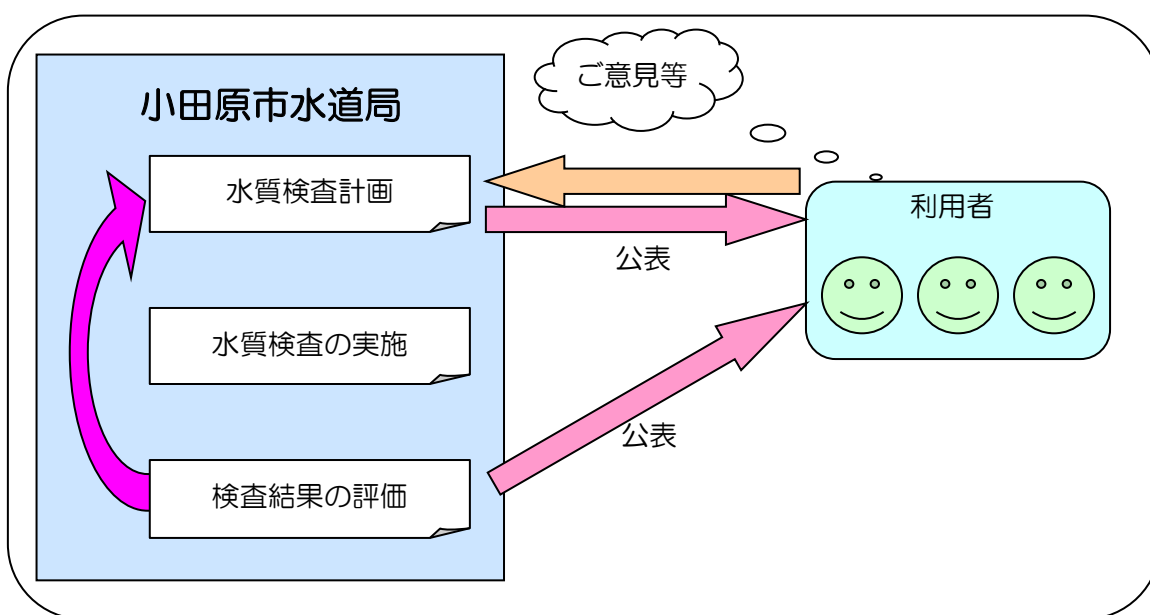 ご意見等
小田原市水道局
水質検査計画
利用者
公表
水質検査の実施
公表
検査結果の評価